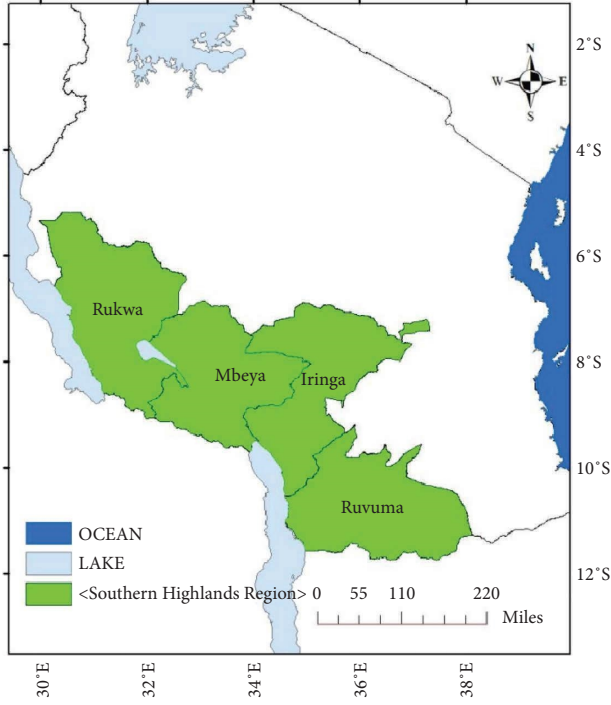 2°S
N
W E
S
4°S
6°S
Rukwa
Mbeya
Iringa
8°S
10°S
Ruvuma
OCEAN
LAKE
<Southern Highlands Region>
0 55 110 220
Miles
12°S
30°E 32°E 34°E 36°E 38°E